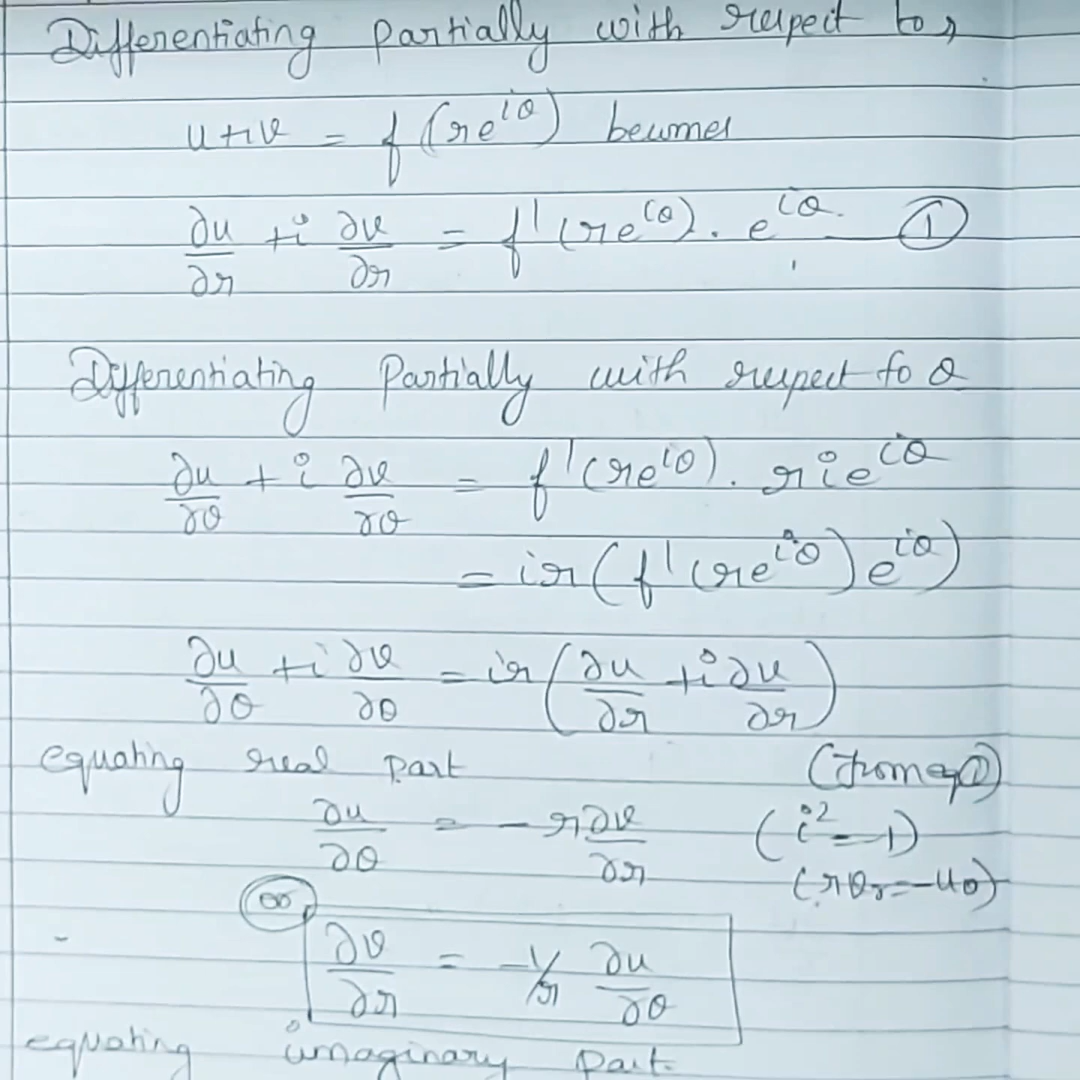 Differentiating partially with respect to r
u+iv = f(re^{iθ}) becomes
∂u/∂r + i ∂v/∂r = f'(re^{iθ}). e^{iθ}. ①
Differentiating Partially with respect to θ
∂u/∂θ + i ∂v/∂θ = f'(re^{iθ}). rie^{iθ}
= ir(f'(re^{iθ})e^{iθ})
∂u/∂θ + i ∂v/∂θ = ir(∂u/∂r + i ∂u/∂r)
equating real part (from eq①)
∂u/∂θ = -r ∂v/∂r (i² = -1)
(rθ_r = -u_θ)
or
∂v/∂r = -1/r ∂u/∂θ
equating imaginary part.